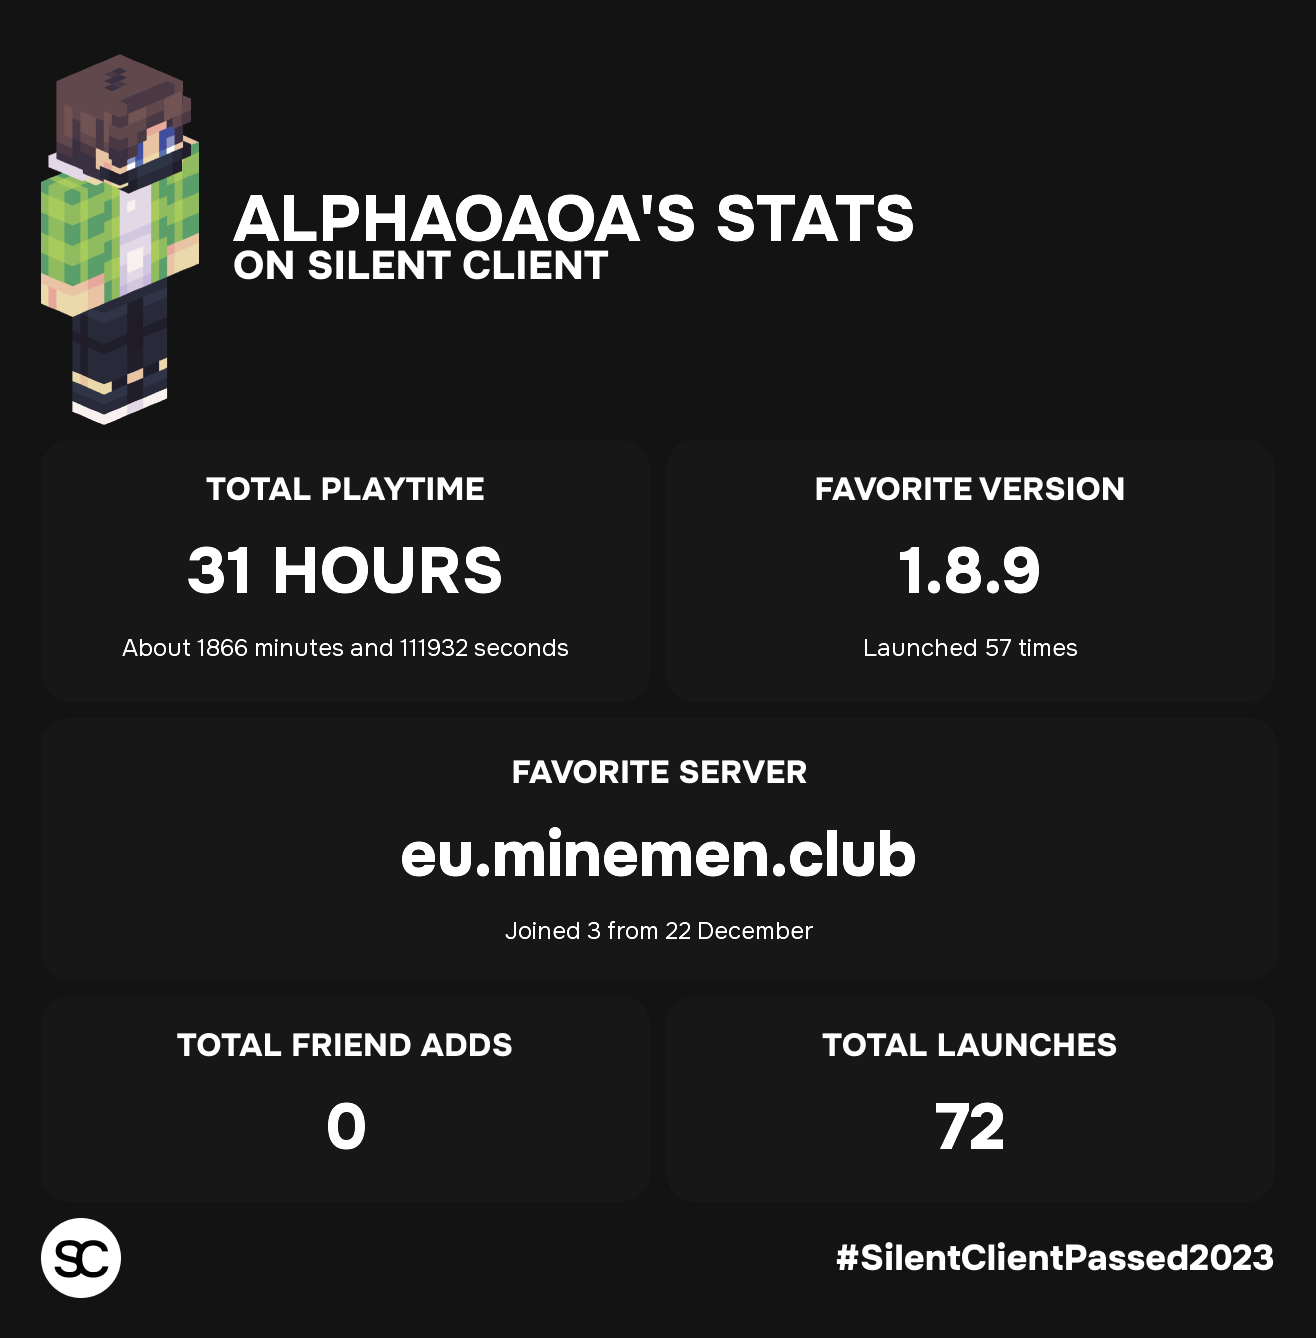 ALPHAOAOA'S STATS
ON SILENT CLIENT
TOTAL PLAYTIME
31 HOURS
About 1866 minutes and 111932 seconds
FAVORITE VERSION
1.8.9
Launched 57 times
FAVORITE SERVER
eu.minemen.club
Joined 3 from 22 December
TOTAL FRIEND ADDS
0
TOTAL LAUNCHES
72
SC
#SilentClientPassed2023